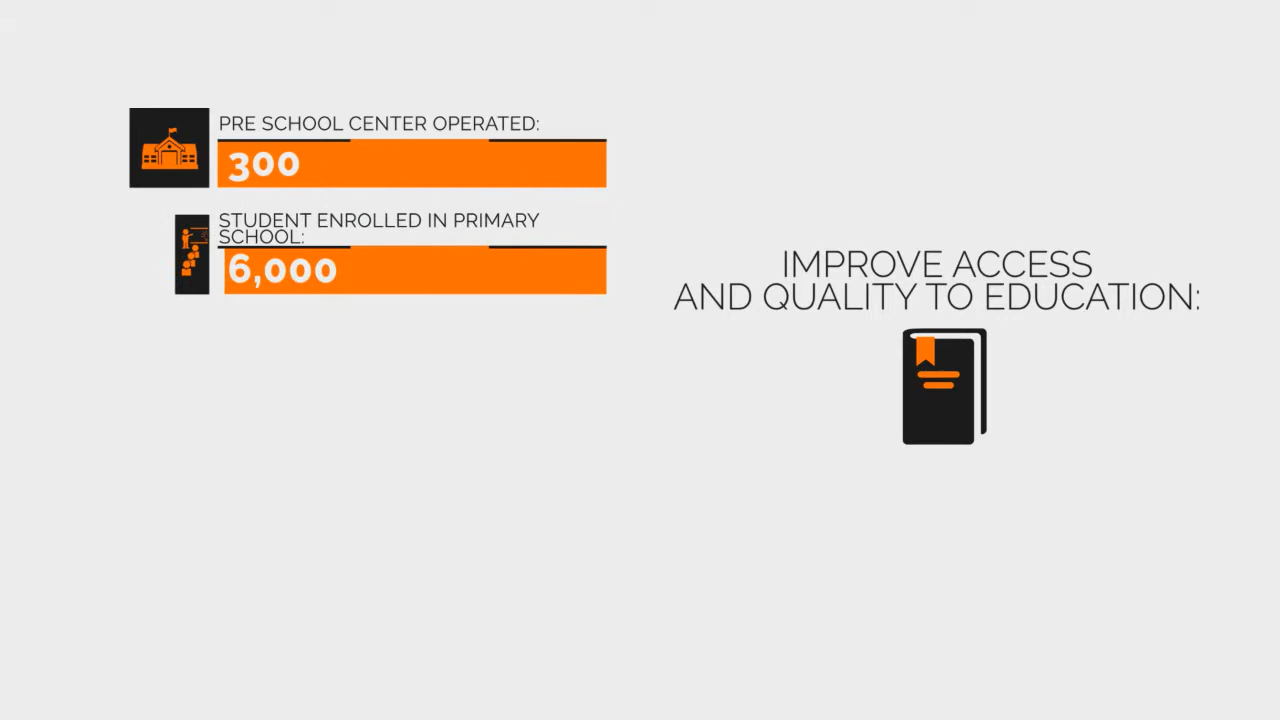 PRE SCHOOL CENTER OPERATED:
300
STUDENT ENROLLED IN PRIMARY
SCHOOL:
6,000
IMPROVE ACCESS
AND QUALITY TO EDUCATION: